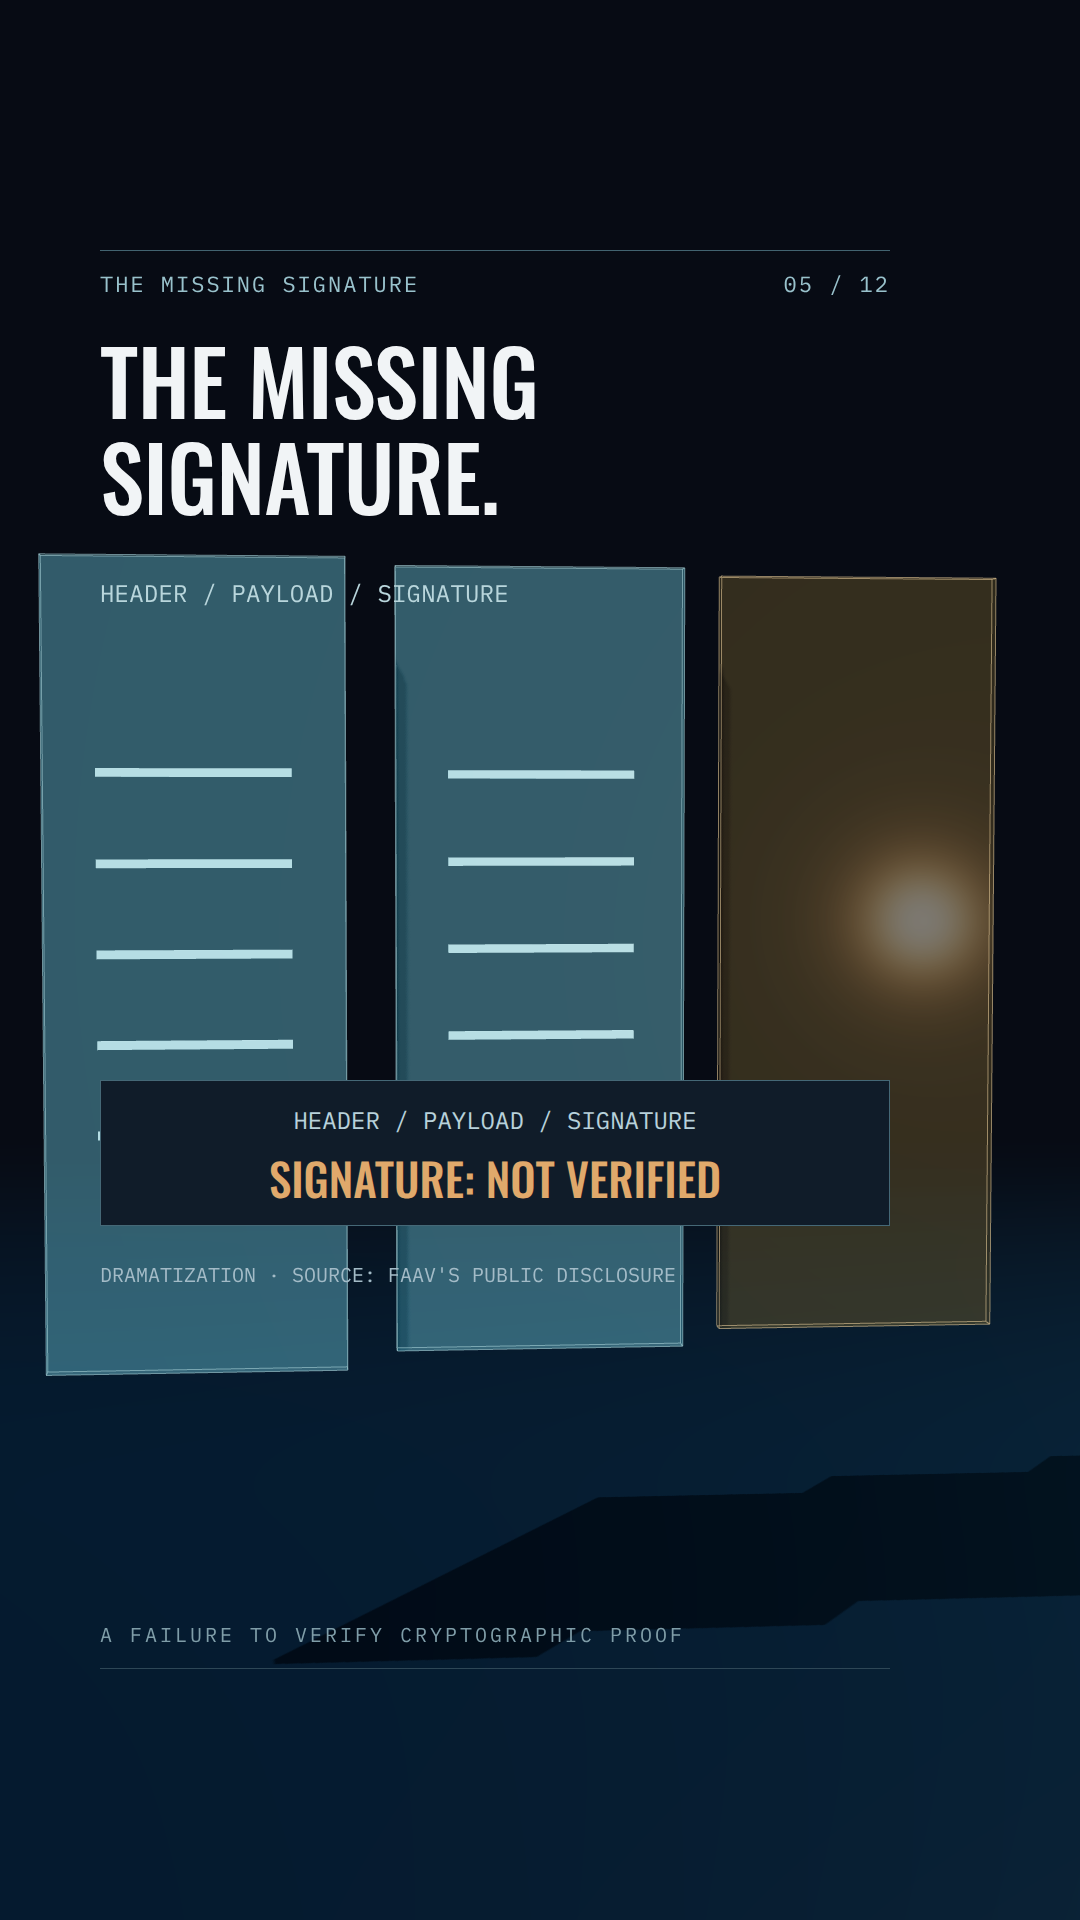 THE MISSING SIGNATURE
05 / 12
THE MISSING
SIGNATURE.
HEADER / PAYLOAD / SIGNATURE
HEADER / PAYLOAD / SIGNATURE
SIGNATURE: NOT VERIFIED
DRAMATIZATION · SOURCE: FAAV'S PUBLIC DISCLOSURE
A FAILURE TO VERIFY CRYPTOGRAPHIC PROOF